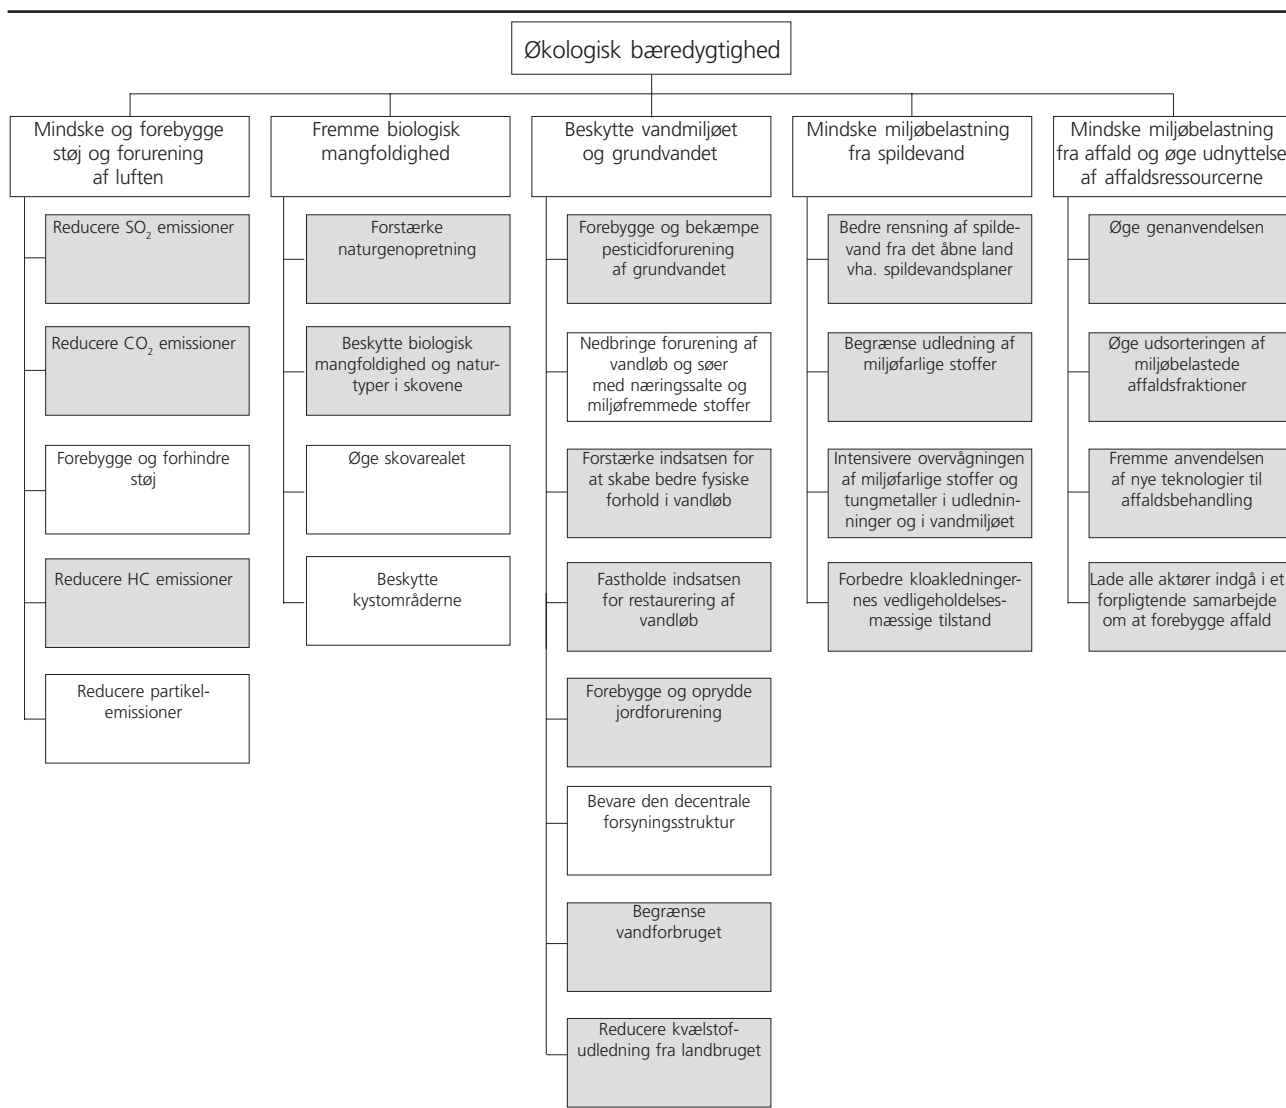 Økologisk bæredygtighed
Mindske og forebygge
støj og forurening
af luften
Reducere SO₂ emissioner
Reducere CO₂ emissioner
Forebygge og forhindre
støj
Reducere HC emissioner
Reducere partikel-
emissioner
Fremme biologisk
mangfoldighed
Forstærke
naturgenopretning
Beskytte biologisk
mangfoldighed og natur-
typer i skovene
Øge skovarealet
Beskytte
kystområderne
Beskytte vandmiljøet
og grundvandet
Forebygge og bekæmpe
pesticidforurening
af grundvandet
Nedbringe forurening af
vandløb og søer
med næringssalte og
miljøfremmede stoffer
Forstærke indsatsen for
at skabe bedre fysiske
forhold i vandløb
Fastholde indsatsen
for restaurering af
vandløb
Forebygge og oprydde
jordforurening
Bevare den decentrale
forsyningsstruktur
Begrænse
vandforbruget
Reducere kvælstof-
udledning fra landbruget
Mindske miljøbelastning
fra spildevand
Bedre rensning af spilde-
vand fra det åbne land
vha. spildevandsplaner
Begrænse udledning af
miljøfarlige stoffer
Intensivere overvågningen
af miljøfarlige stoffer og
tungmetaller i udlednin-
ninger og i vandmiljøet
Forbedre kloakledninger-
nes vedligeholdelses-
mæssige tilstand
Mindske miljøbelastning
fra affald og øge udnyttelse
af affaldsressourcerne
Øge genanvendelsen
Øge udsorteringen af
miljøbelastede
affaldsfraktioner
Fremme anvendelsen
af nye teknologier til
affaldsbehandling
Lade alle aktører indgå i et
forpligtende samarbejde
om at forebygge affald